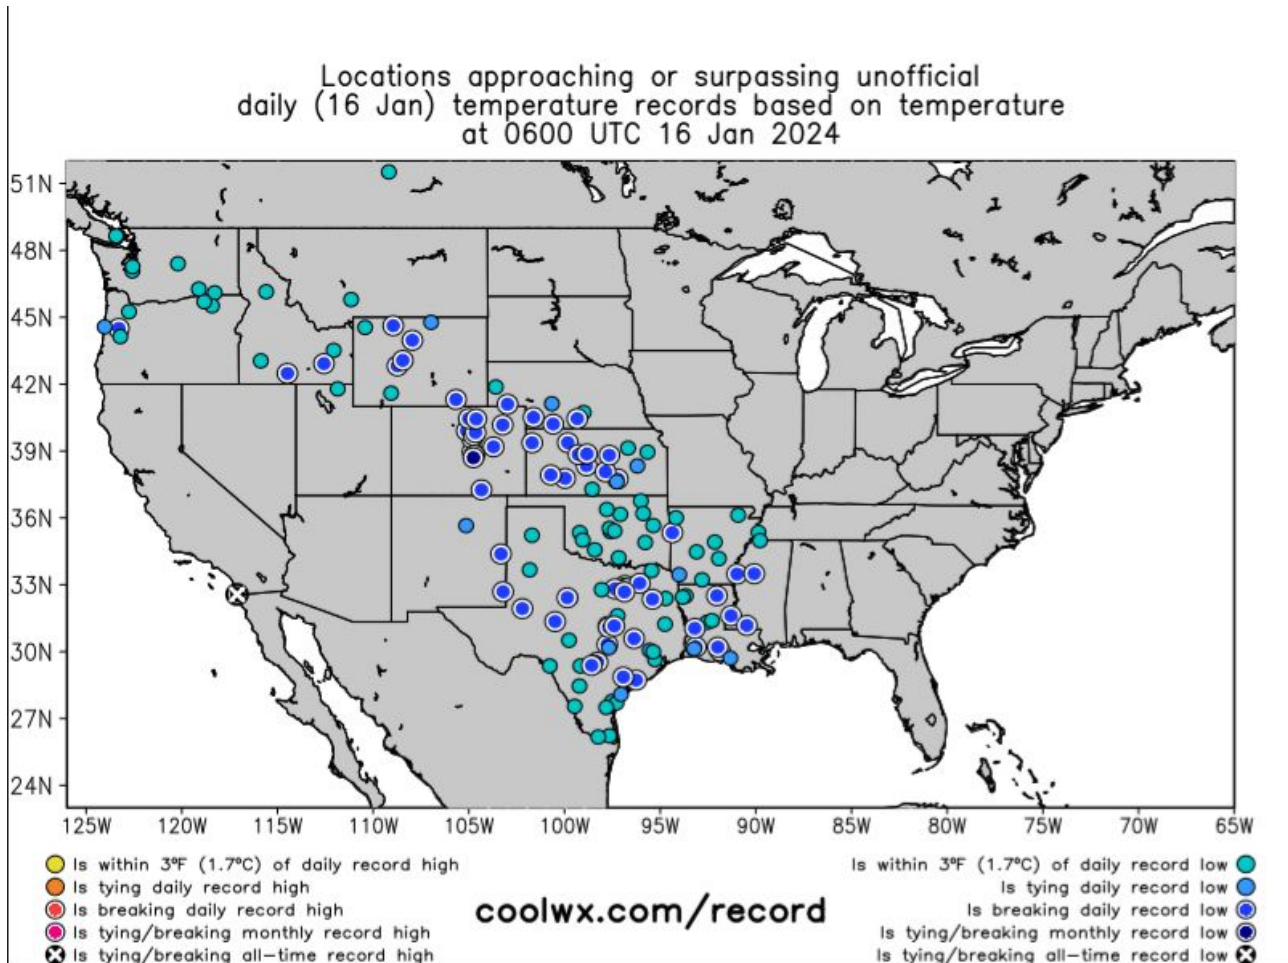 Locations approaching or surpassing unofficial
daily (16 Jan) temperature records based on temperature
at 0600 UTC 16 Jan 2024
51N
48N
45N
42N
39N
36N
33N
30N
27N
24N
125W 120W 115W 110W 105W 100W 95W 90W 85W 80W 75W 70W 65W
Is within 3°F (1.7°C) of daily record high
Is tying daily record high
Is breaking daily record high
Is tying/breaking monthly record high
Is tying/breaking all-time record high
coolwx.com/record
Is within 3°F (1.7°C) of daily record low
Is tying daily record low
Is breaking daily record low
Is tying/breaking monthly record low
Is tying/breaking all-time record low